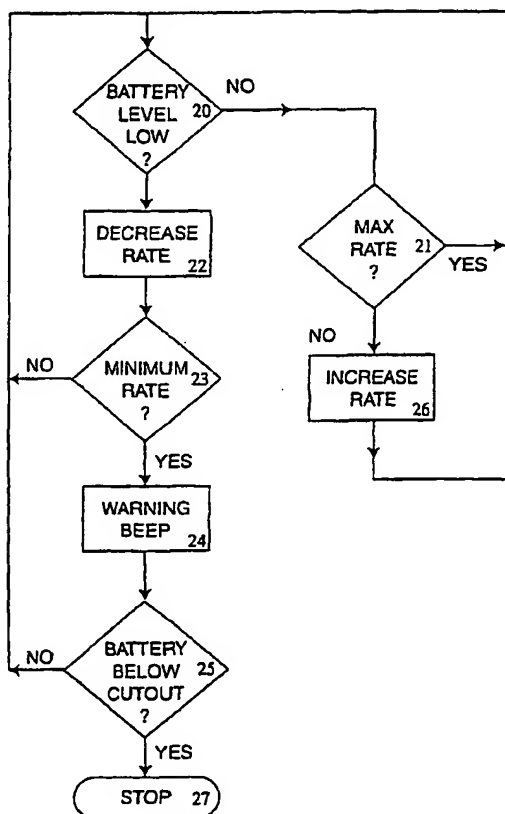 BATTERY
LEVEL 20
LOW
?
NO
DECREASE
RATE 22
MAX
RATE 21
?
YES
NO
MINIMUM
RATE 23
?
NO
YES
INCREASE
RATE 26
WARNING
BEEP 24
BATTERY
BELOW 25
CUTOUT
?
NO
YES
STOP 27